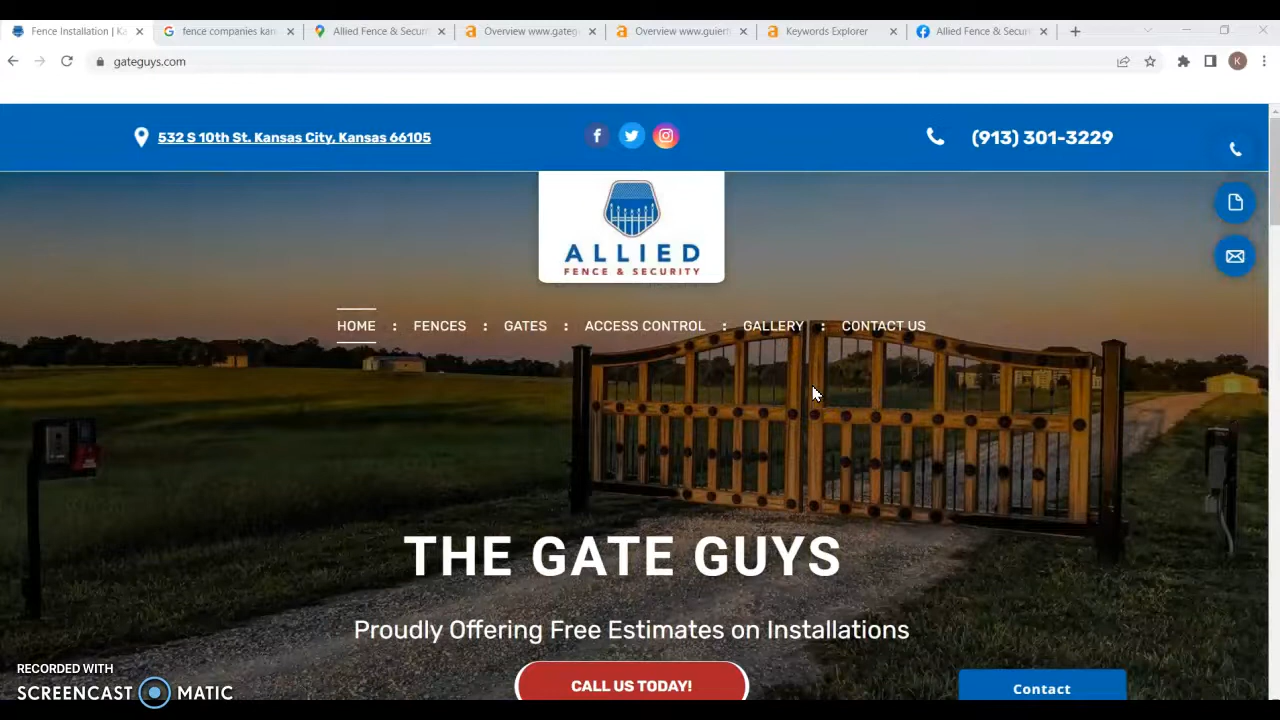 Fence Installation | Ka
fence companies kan
Allied Fence & Securi
Overview www.gateg
Overview www.guierf
Keywords Explorer
Allied Fence & Securi
gateguys.com
K
532 S 10th St. Kansas City, Kansas 66105
(913) 301-3229
ALLIED
FENCE & SECURITY
HOME : FENCES : GATES : ACCESS CONTROL : GALLERY : CONTACT US
THE GATE GUYS
Proudly Offering Free Estimates on Installations
CALL US TODAY!
Contact
RECORDED WITH
SCREENCAST MATIC